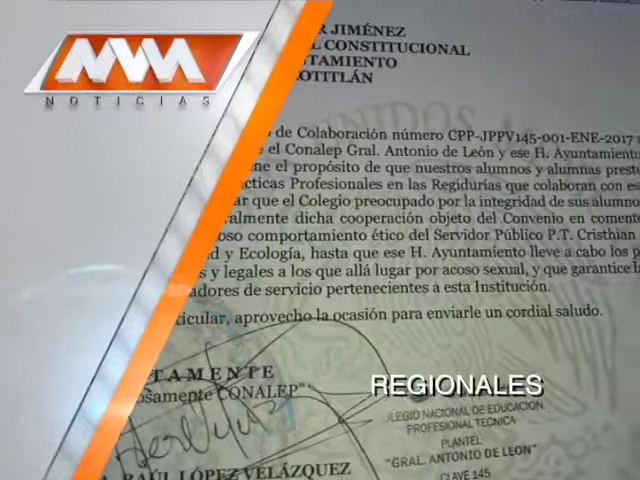 MVM
NOTICIAS
R JIMÉNEZ
L CONSTITUCIONAL
NTAMIENTO
OTITLÁN
de Colaboración número CPP-JPPV145-001-ENE-2017
e el Conalep Gral. Antonio de León y ese H. Ayuntamiento
ne el propósito de que nuestros alumnos y alumnas prest
cticas Profesionales en las Regidurías que colaboran con es
ar que el Colegio preocupado por la integridad de sus alumno
ralmente dicha cooperación objeto del Convenio en comento
oso comportamiento ético del Servidor Público P.T. Cristhian
d y Ecología, hasta que ese H. Ayuntamiento lleve a cabo los p
s y legales a los que allá lugar por acoso sexual, y que garantice
adores de servicio pertenecientes a esta Institución.
ticular, aprovecho la ocasión para enviarle un cordial saludo.
TAMENTE
osamente CONALEP"
REGIONALES
LEGIO NACIONAL DE EDUCACIÓN
PROFESIONAL TECNICA
PLANTEL
"GRAL. ANTONIO DE LEON"
CLAVE 145
RAÚL LÓPEZ VELÁZQUEZ